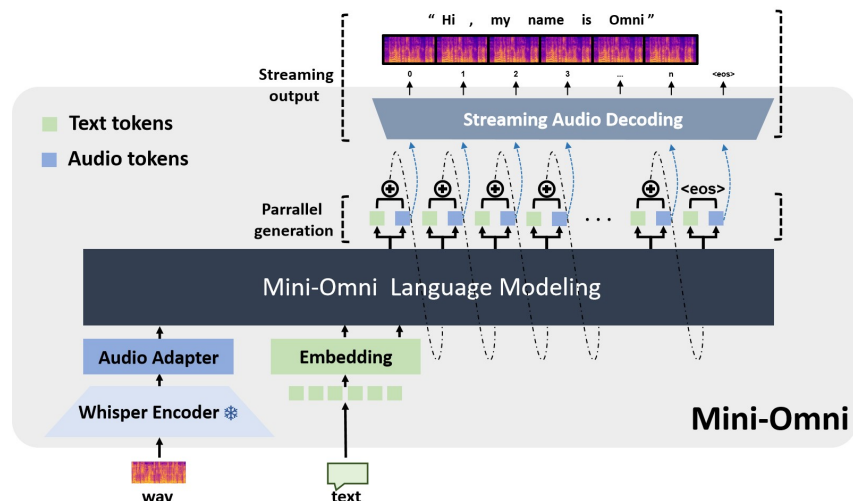 “ Hi , my name is Omni ”
Streaming
output
0 1 2 3 ... n <eos>
Streaming Audio Decoding
Text tokens
Audio tokens
<eos>
Parrallel
generation
. . .
Mini-Omni Language Modeling
Audio Adapter
Embedding
Whisper Encoder
Mini-Omni
wav
text